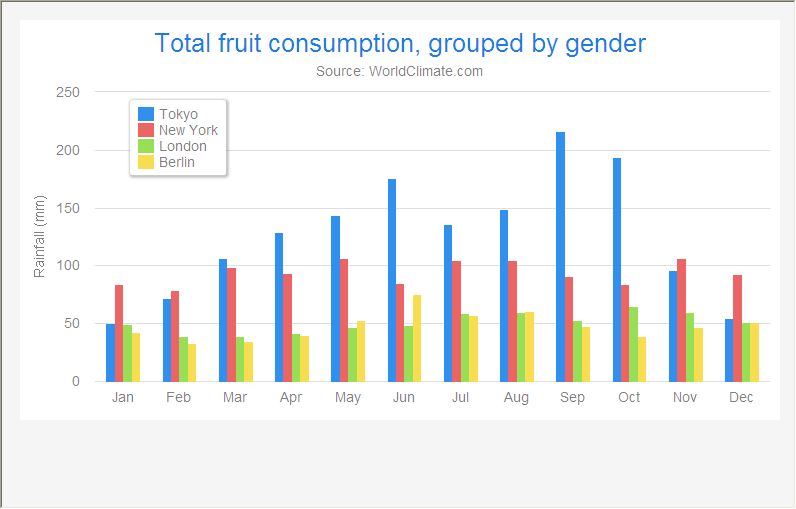 Total fruit consumption, grouped by gender
Source: WorldClimate.com
250
200
150
100
50
0
Rainfall (mm)
Tokyo
New York
London
Berlin
Jan Feb Mar Apr May Jun Jul Aug Sep Oct Nov Dec